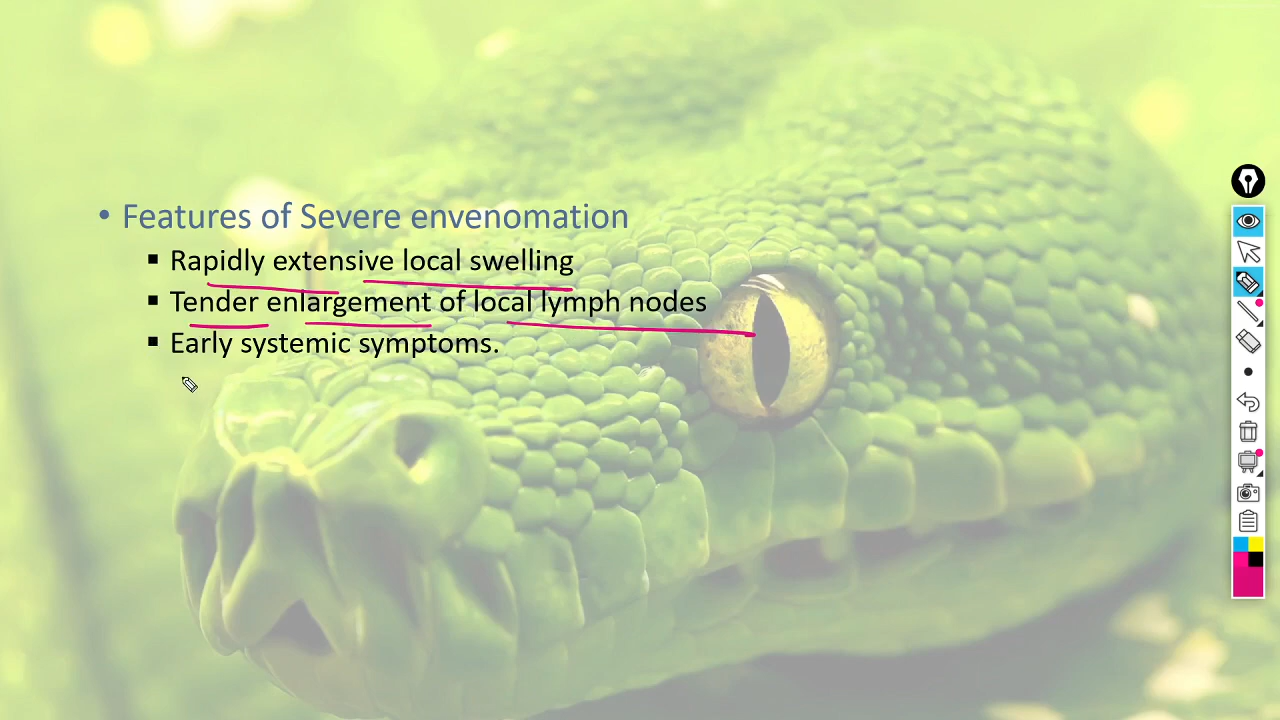 • Features of Severe envenomation
▪ Rapidly extensive local swelling
▪ Tender enlargement of local lymph nodes
▪ Early systemic symptoms.